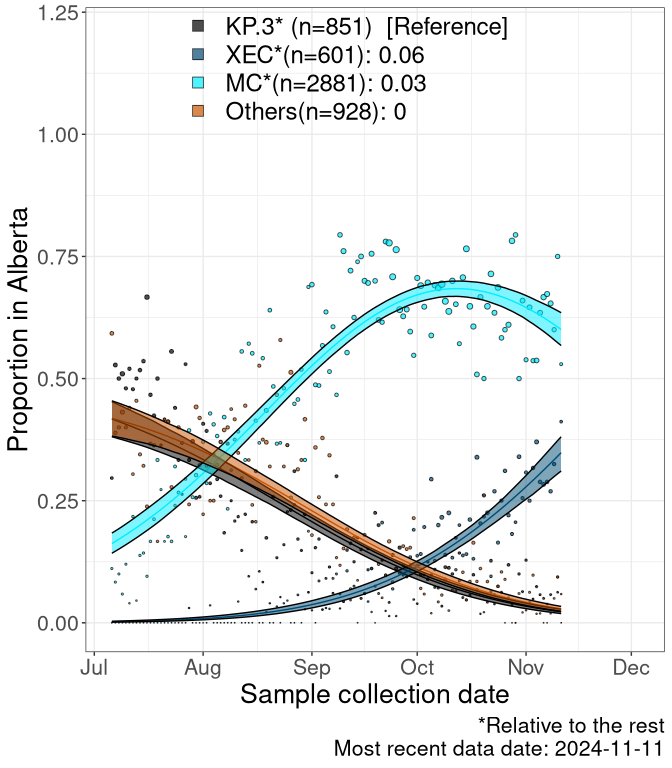 KP.3* (n=851)  [Reference]
XEC*(n=601): 0.06
MC*(n=2881): 0.03
Others(n=928): 0
1.25
1.00
0.75
0.50
0.25
0.00
Proportion in Alberta
Jul Aug Sep Oct Nov Dec
Sample collection date
*Relative to the rest
Most recent data date: 2024-11-11